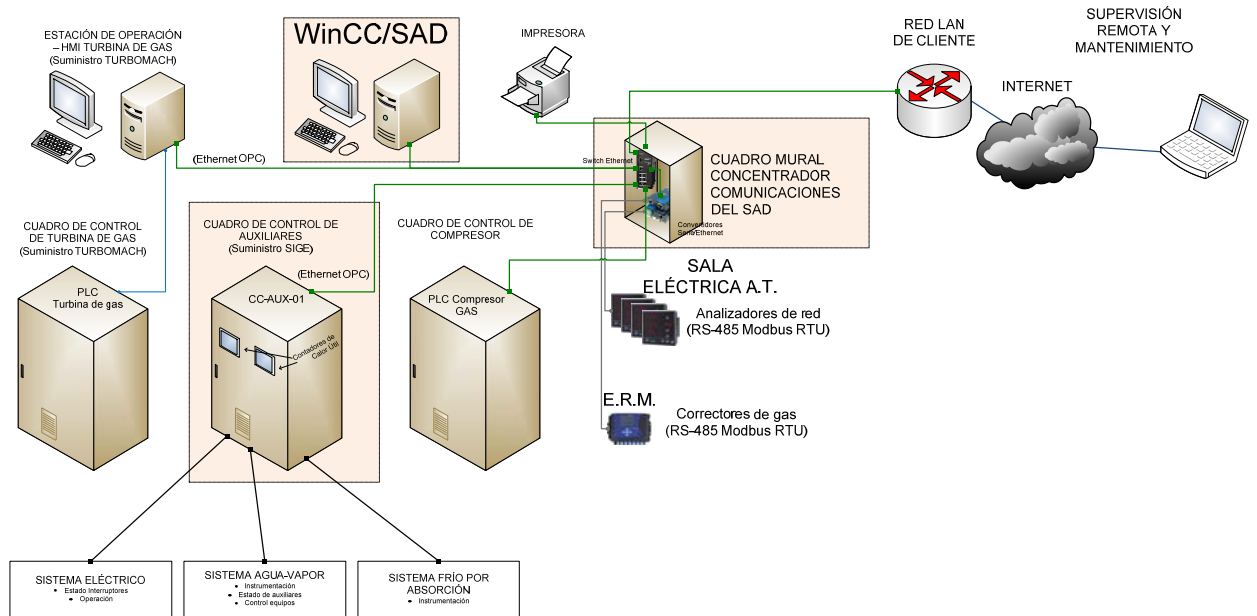 ESTACIÓN DE OPERACIÓN
– HMI TURBINA DE GAS
(Suministro TURBOMACH)
WinCC/SAD
IMPRESORA
RED LAN
DE CLIENTE
SUPERVISIÓN
REMOTA Y
MANTENIMIENTO
INTERNET
(Ethernet OPC)
Switch Ethernet
CUADRO MURAL
CONCENTRADOR
COMUNICACIONES
DEL SAD
Convertidores
Serie/Ethernet
CUADRO DE CONTROL
DE TURBINA DE GAS
(Suministro TURBOMACH)
CUADRO DE CONTROL DE
AUXILIARES
(Suministro SIGE)
CUADRO DE CONTROL DE
COMPRESOR
(Ethernet OPC)
PLC
Turbina de gas
CC-AUX-01
Contadores de
Calor Útil
PLC Compresor
GAS
SALA
ELÉCTRICA A.T.
Analizadores de red
(RS-485 Modbus RTU)
E.R.M.
Correctores de gas
(RS-485 Modbus RTU)
SISTEMA ELÉCTRICO
• Estado Interruptores
• Operación
SISTEMA AGUA-VAPOR
• Instrumentación
• Estado de auxiliares
• Control equipos
SISTEMA FRÍO POR
ABSORCIÓN
• Instrumentación